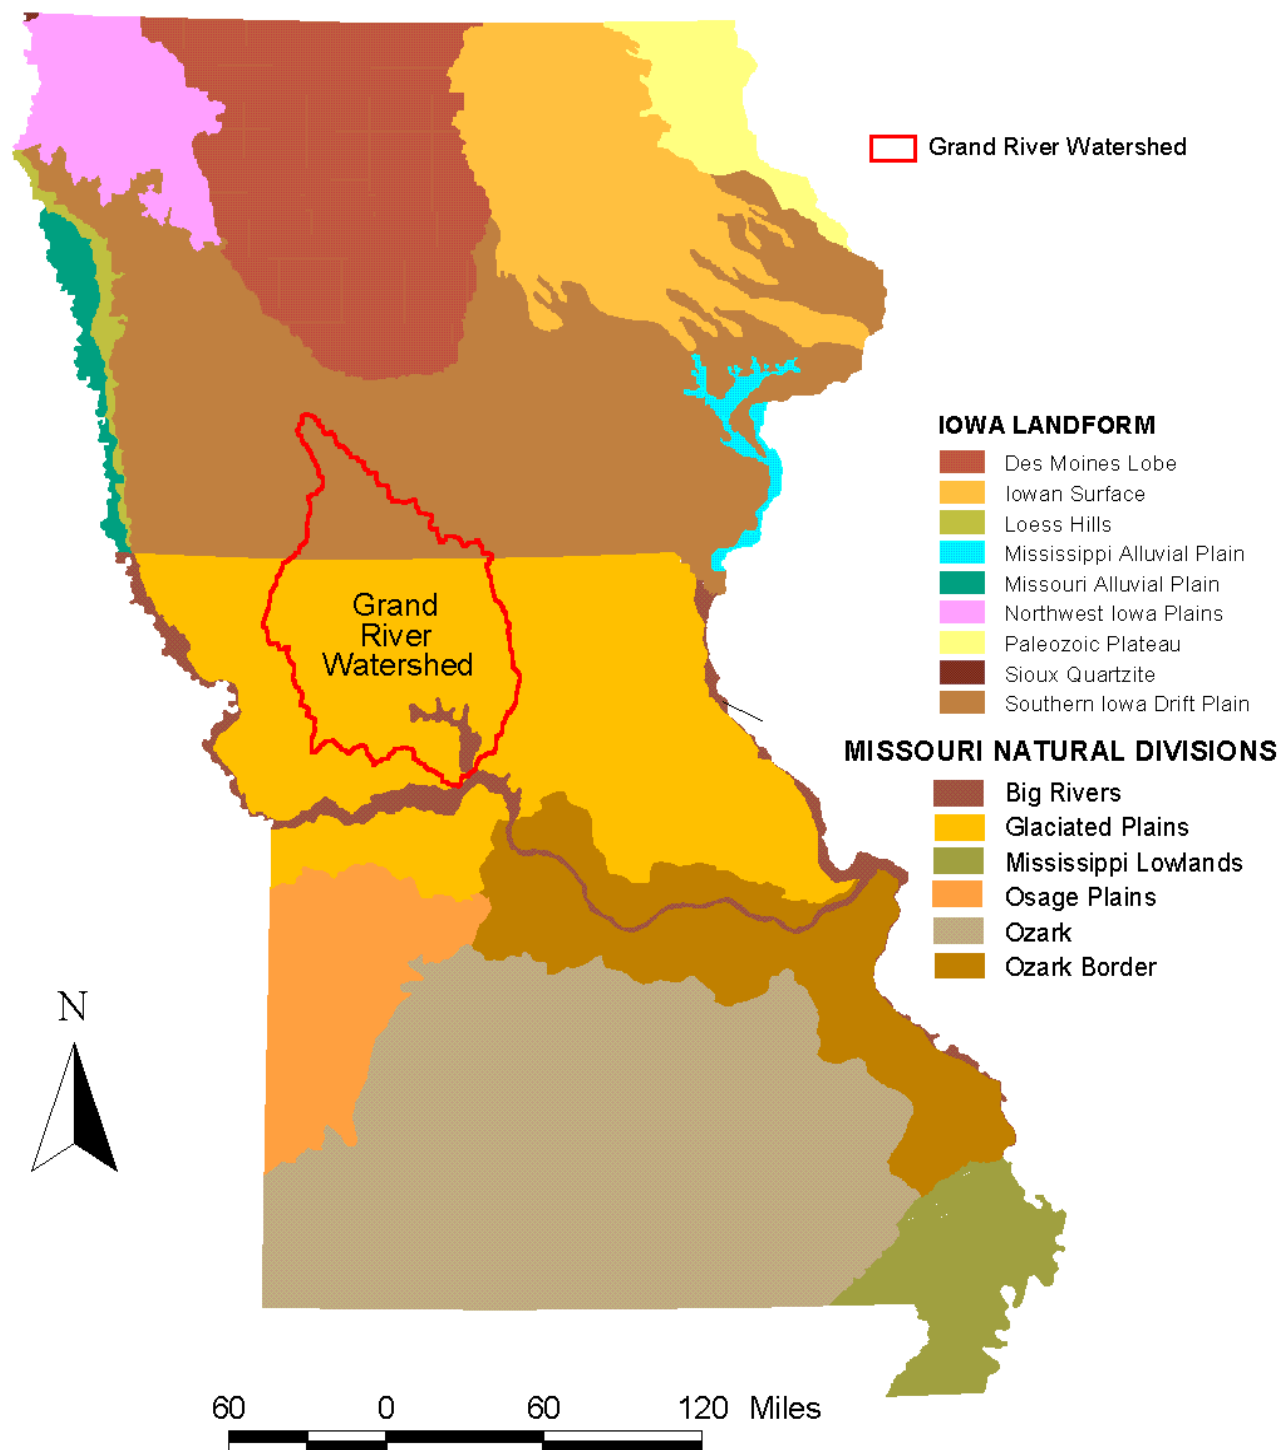 Grand River Watershed
IOWA LANDFORM
Des Moines Lobe
Iowan Surface
Loess Hills
Mississippi Alluvial Plain
Missouri Alluvial Plain
Northwest Iowa Plains
Paleozoic Plateau
Sioux Quartzite
Southern Iowa Drift Plain
Grand
River
Watershed
MISSOURI NATURAL DIVISIONS
Big Rivers
Glaciated Plains
Mississippi Lowlands
Osage Plains
Ozark
Ozark Border
N
60 0 60 120 Miles